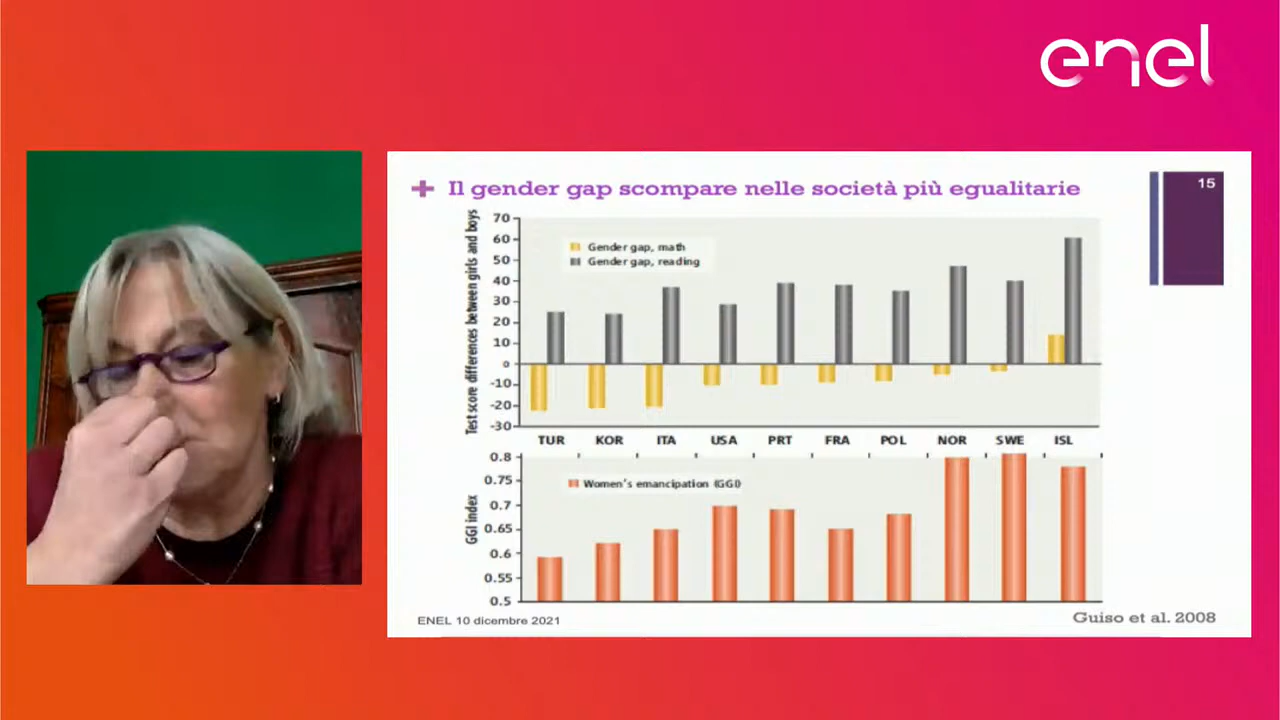 enel
Il gender gap scompare nelle società più egualitarie
15
Test score differences between girls and boys
70
60
50
40
30
20
10
0
-10
-20
-30
Gender gap, math
Gender gap, reading
TUR KOR ITA USA PRT FRA POL NOR SWE ISL
GGI index
0.8
0.75
0.7
0.65
0.6
0.55
0.5
Women's emancipation (GGI)
ENEL 10 dicembre 2021
Guiso et al. 2008